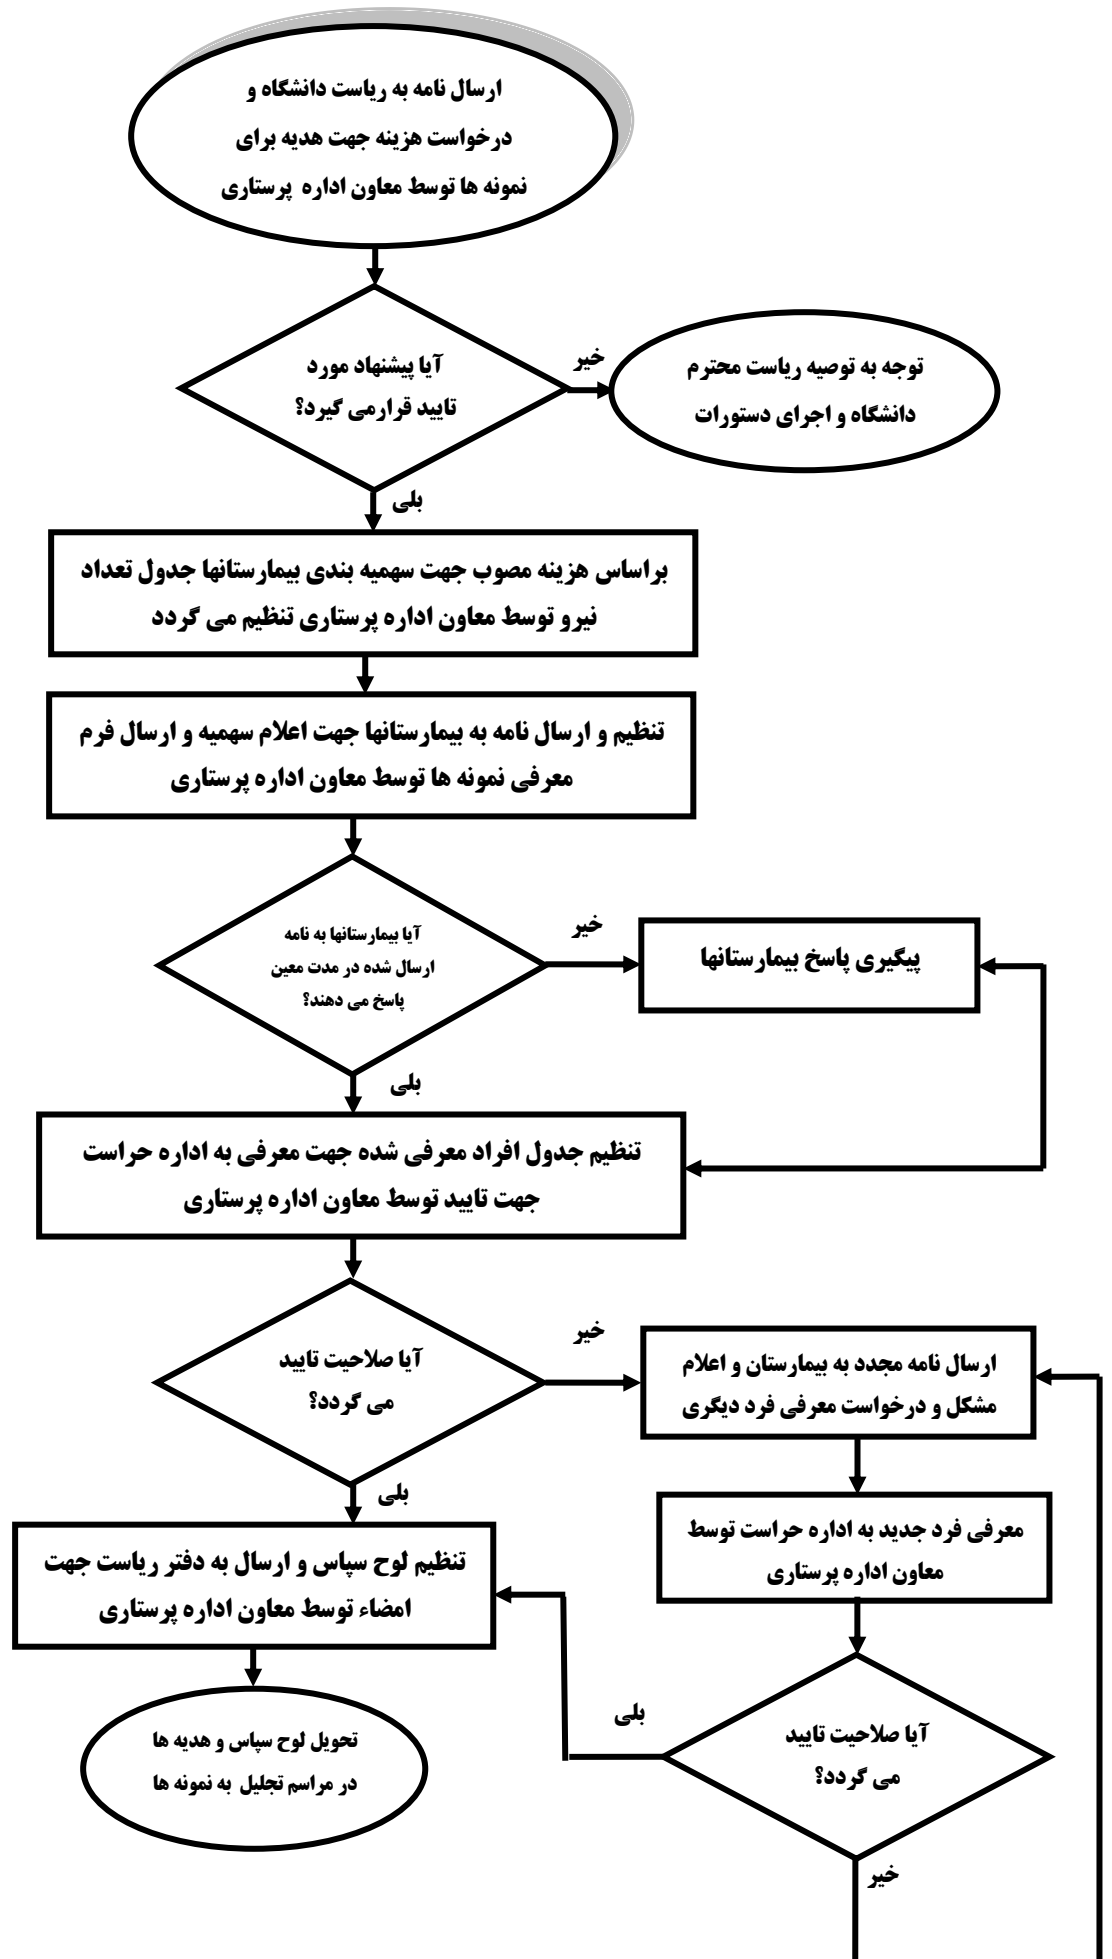 ارسال نامه به ریاست دانشگاه و
درخواست هزینه جهت هدیه برای
نمونه ها توسط معاون اداره پرستاری
آیا پیشنهاد مورد
تایید قرارمی گیرد؟
خیر
توجه به توصیه ریاست محترم
دانشگاه و اجرای دستورات
بلی
براساس هزینه مصوب جهت سهمیه بندی بیمارستانها جدول تعداد
نیرو توسط معاون اداره پرستاری تنظیم می گردد
تنظیم و ارسال نامه به بیمارستانها جهت اعلام سهمیه و ارسال فرم
معرفی نمونه ها توسط معاون اداره پرستاری
آیا بیمارستانها به نامه
ارسال شده در مدت معین
پاسخ می دهند؟
خیر
پیگیری پاسخ بیمارستانها
بلی
تنظیم جدول افراد معرفی شده جهت معرفی به اداره حراست
جهت تایید توسط معاون اداره پرستاری
آیا صلاحیت تایید
می گردد؟
خیر
ارسال نامه مجدد به بیمارستان و اعلام
مشکل و درخواست معرفی فرد دیگری
بلی
معرفی فرد جدید به اداره حراست توسط
معاون اداره پرستاری
تنظیم لوح سپاس و ارسال به دفتر ریاست جهت
امضاء توسط معاون اداره پرستاری
آیا صلاحیت تایید
می گردد؟
بلی
تحویل لوح سپاس و هدیه ها
در مراسم تجلیل به نمونه ها
خیر